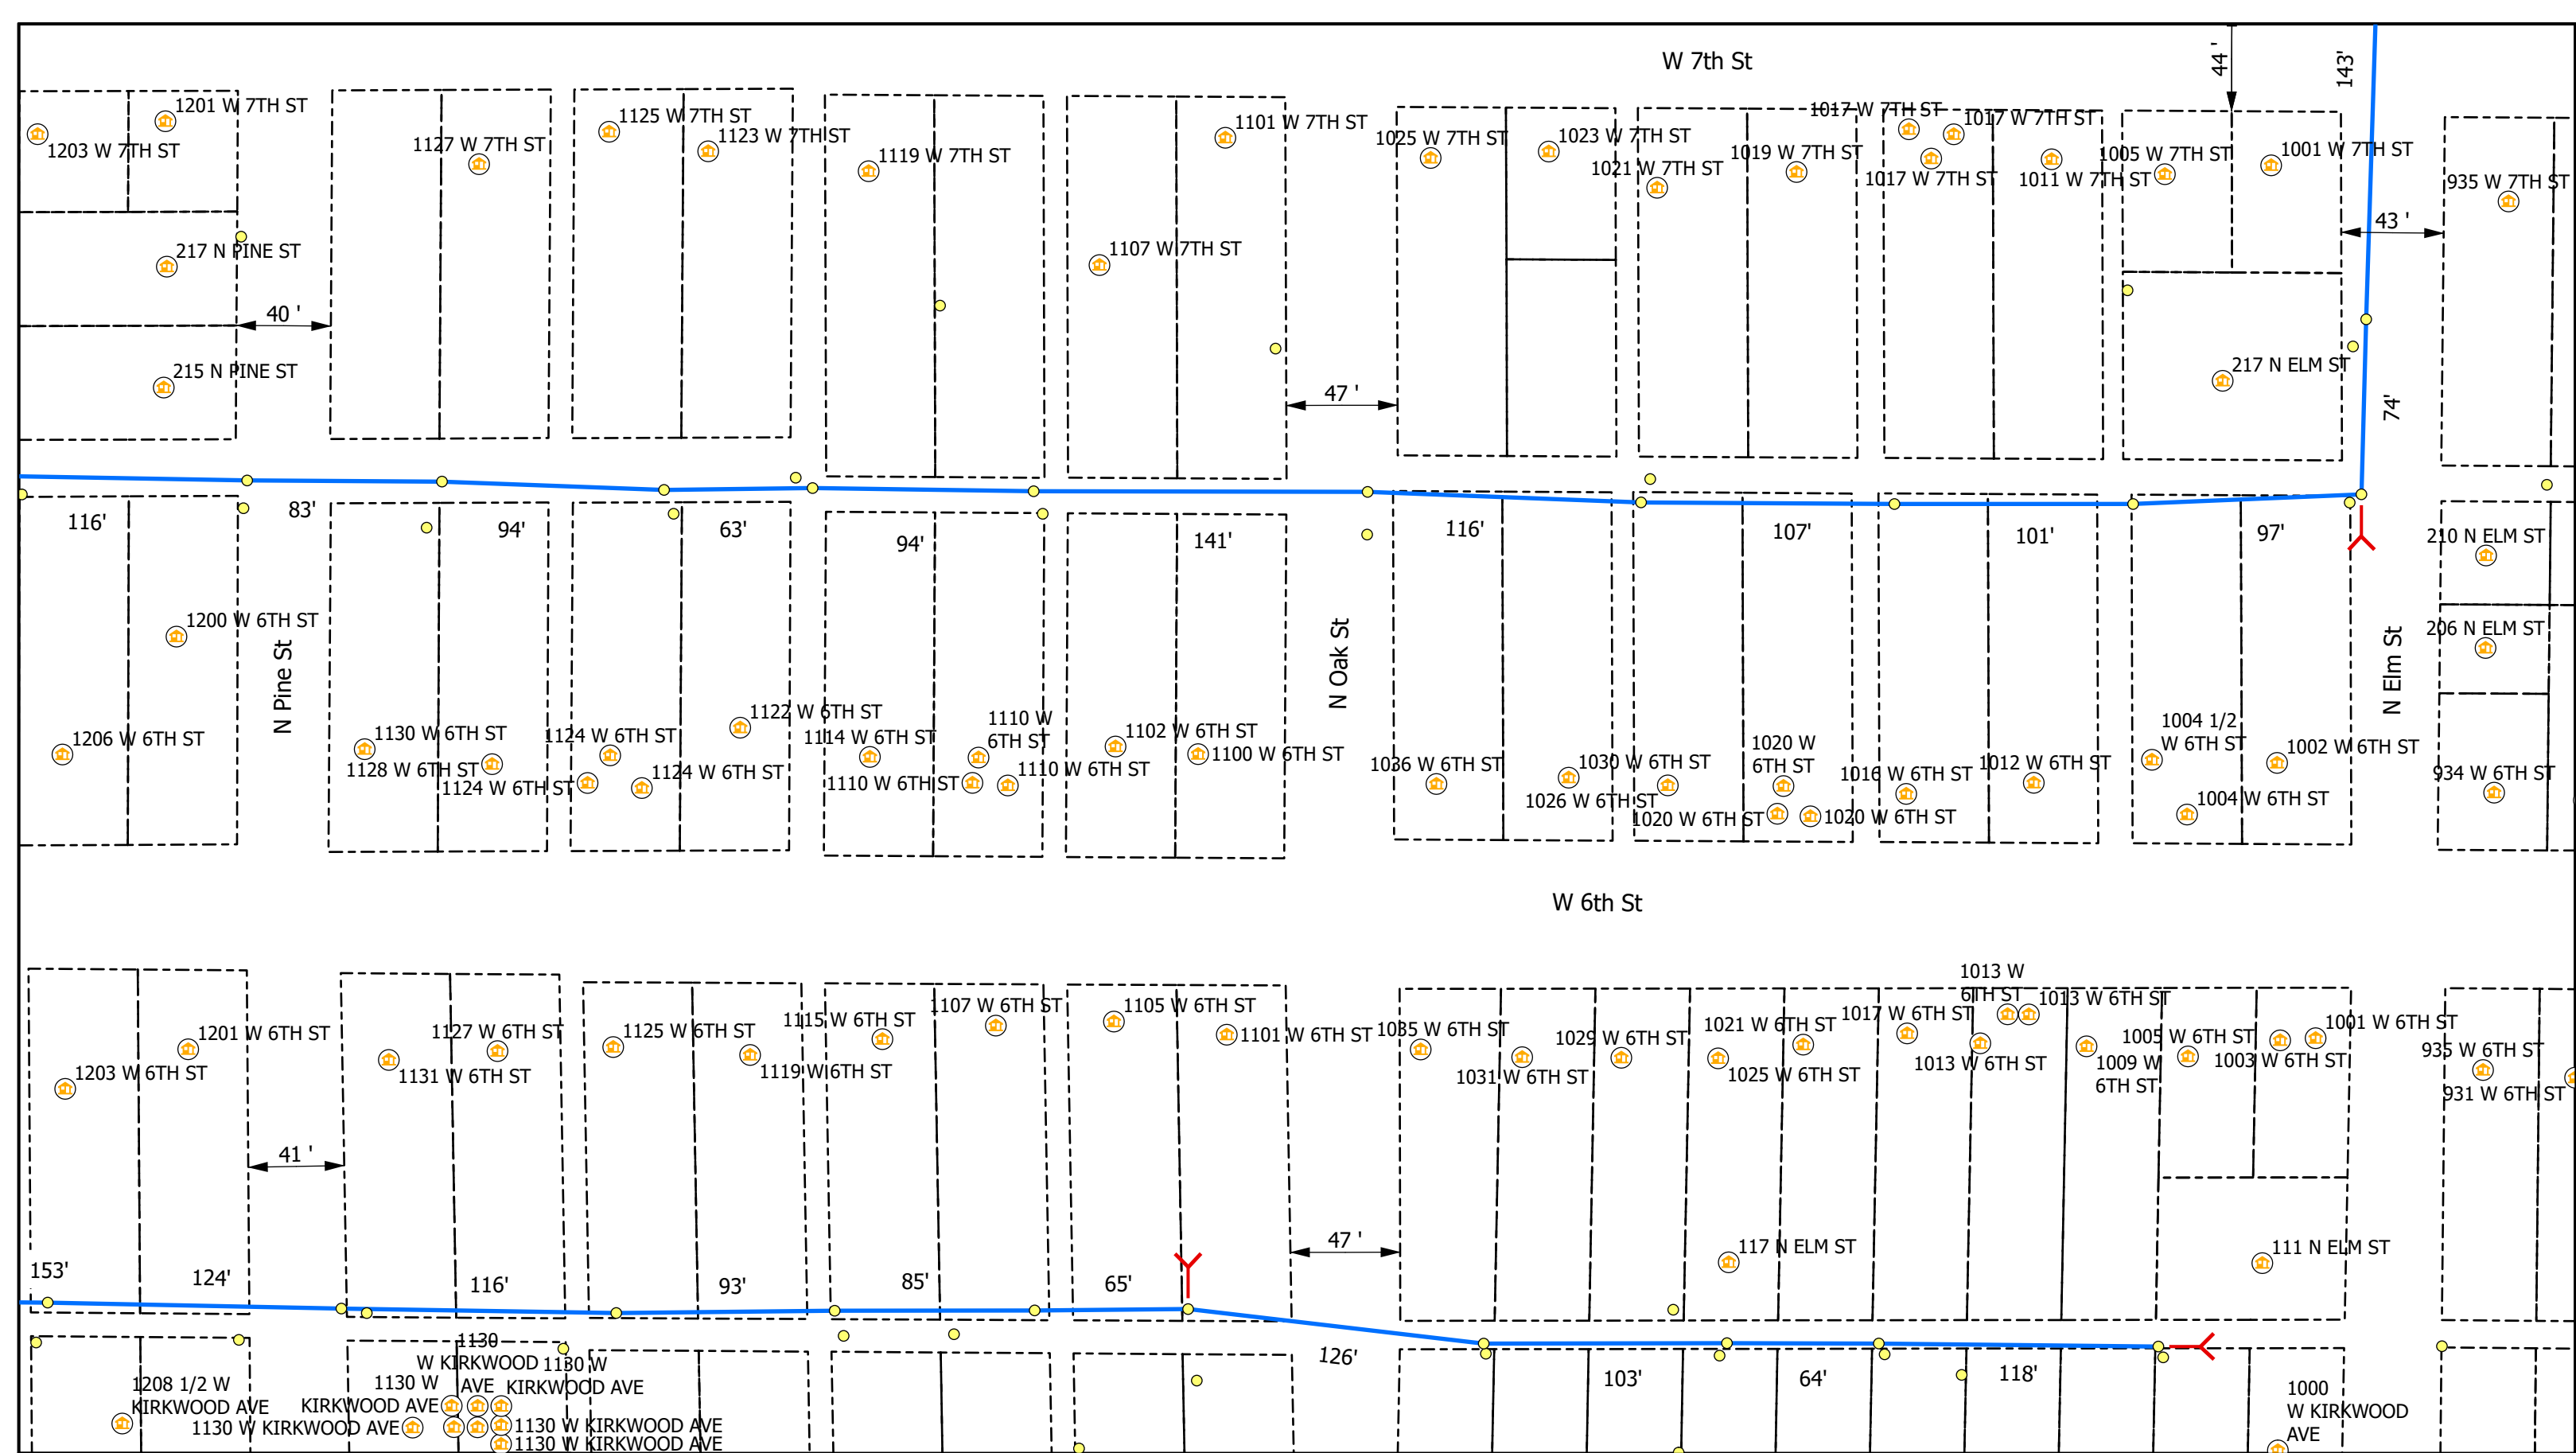 W 7th St
44 '
143'
1201 W 7TH ST
1203 W 7TH ST
1127 W 7TH ST
1125 W 7TH ST
1123 W 7TH ST
1119 W 7TH ST
1101 W 7TH ST
1025 W 7TH ST
1023 W 7TH ST
1021 W 7TH ST
1019 W 7TH ST
1017 W 7TH ST
1017 W 7TH ST
1017 W 7TH ST
1011 W 7TH ST
1005 W 7TH ST
1001 W 7TH ST
935 W 7TH ST
43 '
217 N PINE ST
1107 W 7TH ST
40 '
215 N PINE ST
47 '
217 N ELM ST
74'
116'
83'
94'
63'
94'
141'
116'
107'
101'
97'
210 N ELM ST
1200 W 6TH ST
N Pine St
N Oak St
N Elm St
206 N ELM ST
1206 W 6TH ST
1130 W 6TH ST
1128 W 6TH ST
1124 W 6TH ST
1124 W 6TH ST
1124 W 6TH ST
1122 W 6TH ST
1114 W 6TH ST
1110 W
6TH ST
1110 W 6TH ST
1110 W 6TH ST
1102 W 6TH ST
1100 W 6TH ST
1036 W 6TH ST
1030 W 6TH ST
1026 W 6TH ST
1020 W
6TH ST
1020 W 6TH ST
1020 W 6TH ST
1016 W 6TH ST
1012 W 6TH ST
1004 1/2
W 6TH ST
1002 W 6TH ST
1004 W 6TH ST
934 W 6TH ST
W 6th St
1201 W 6TH ST
1203 W 6TH ST
1127 W 6TH ST
1131 W 6TH ST
1125 W 6TH ST
1119 W 6TH ST
1115 W 6TH ST
1107 W 6TH ST
1105 W 6TH ST
1101 W 6TH ST
1035 W 6TH ST
1031 W 6TH ST
1029 W 6TH ST
1021 W 6TH ST
1025 W 6TH ST
1017 W 6TH ST
1013 W
6TH ST
1013 W 6TH ST
1013 W 6TH ST
1009 W
6TH ST
1005 W 6TH ST
1003 W 6TH ST
1001 W 6TH ST
935 W 6TH ST
931 W 6TH ST
41 '
47 '
117 N ELM ST
111 N ELM ST
153'
124'
116'
93'
85'
65'
126'
103'
64'
118'
1208 1/2 W
KIRKWOOD AVE
1130
W KIRKWOOD
AVE
1130 W
KIRKWOOD AVE
1130 W
KIRKWOOD AVE
1130 W KIRKWOOD AVE
1130 W KIRKWOOD AVE
1130 W KIRKWOOD AVE
1000
W KIRKWOOD
AVE